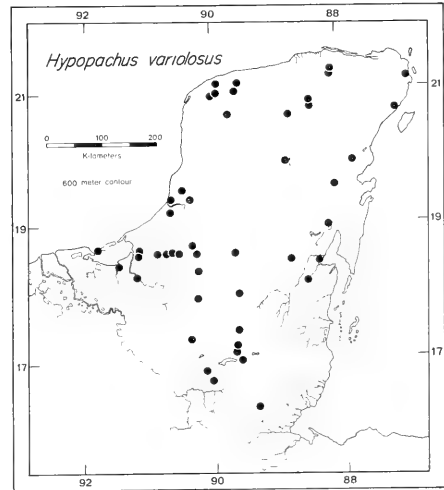 92 90 88
Hypopachus variolosus
21 21
0 100 200
Kilometers
600 meter contour
19 19
17 17
92 90 88